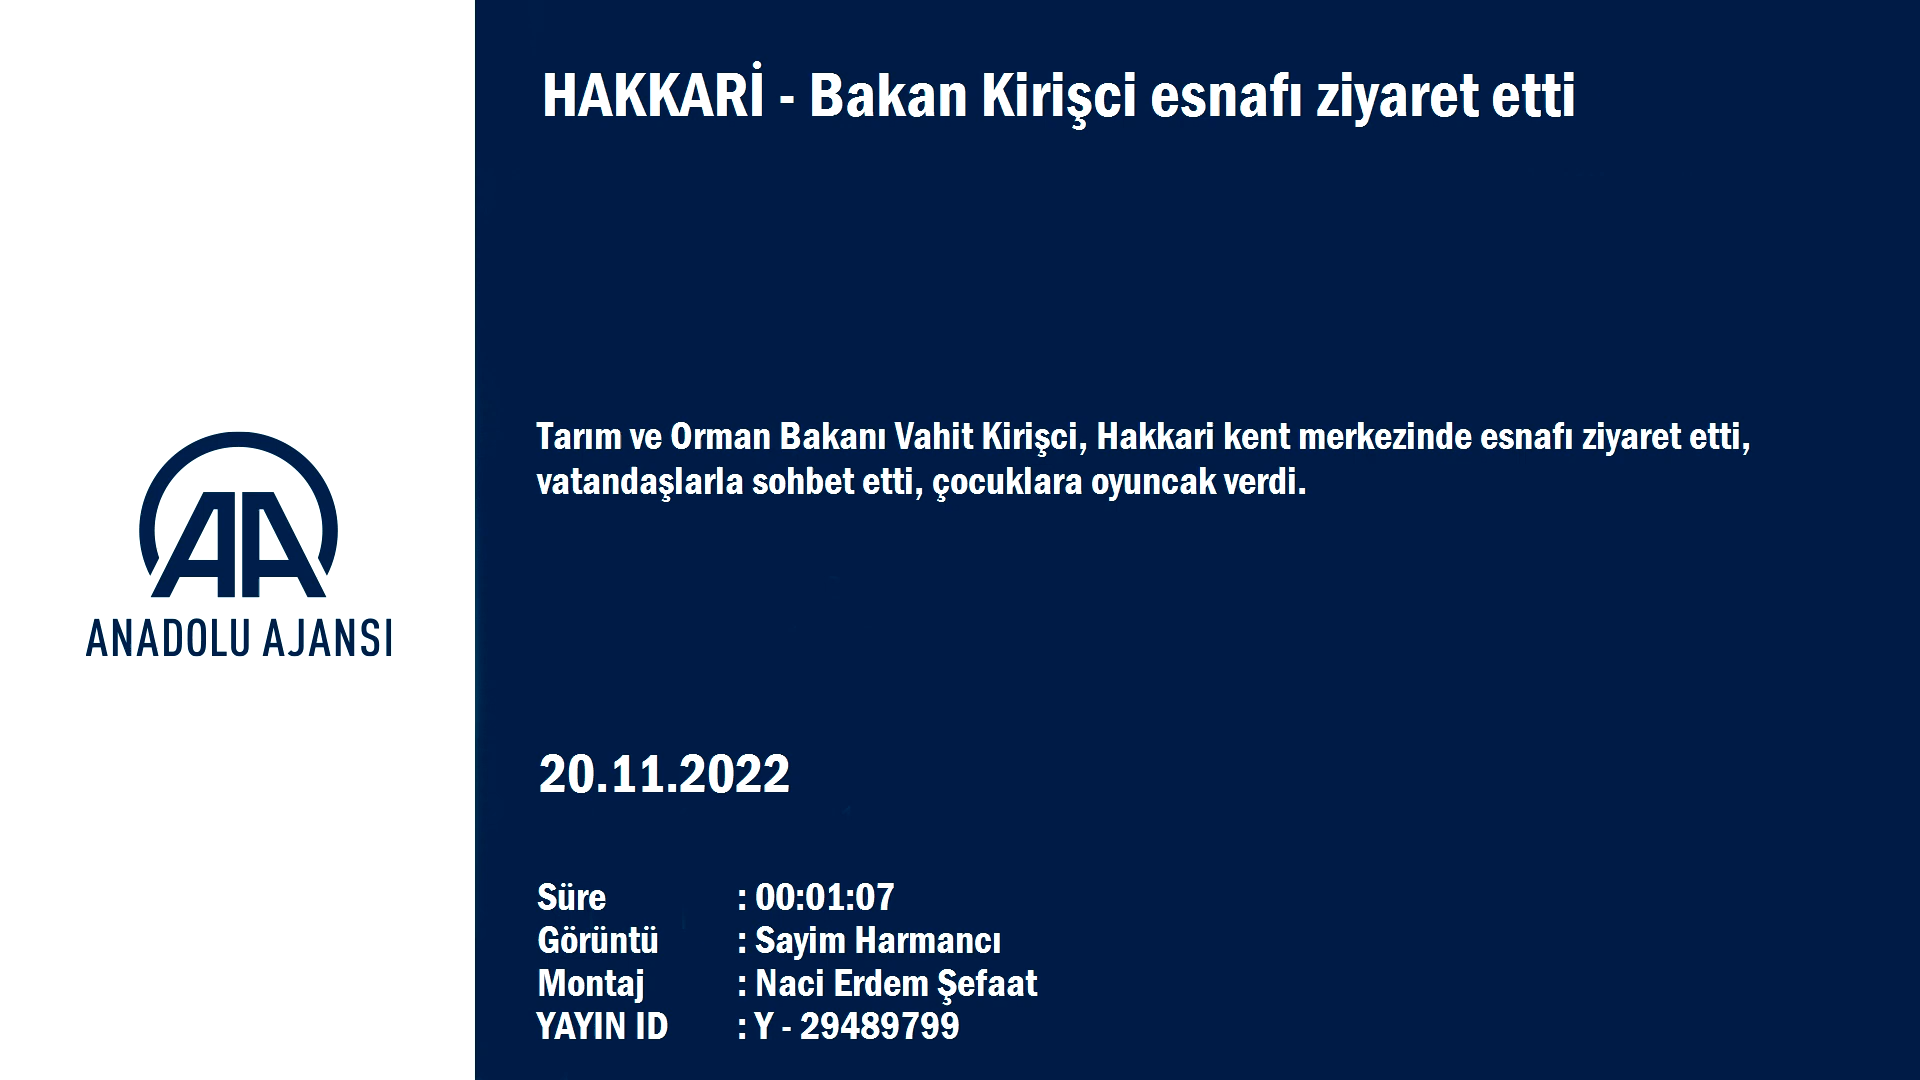 HAKKARİ - Bakan Kirişci esnafı ziyaret etti
Tarım ve Orman Bakanı Vahit Kirişci, Hakkari kent merkezinde esnafı ziyaret etti,
vatandaşlarla sohbet etti, çocuklara oyuncak verdi.
AA
ANADOLU AJANSI
20.11.2022
Süre : 00:01:07
Görüntü : Sayim Harmancı
Montaj : Naci Erdem Şefaat
YAYIN ID : Y - 29489799